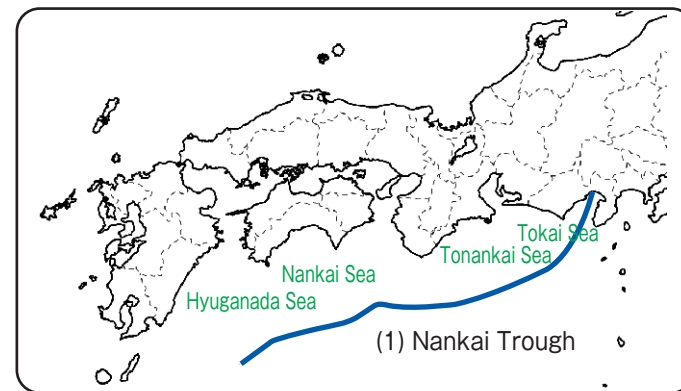 Tokai Sea
Tonankai Sea
Nankai Sea
Hyuganada Sea
(1) Nankai Trough